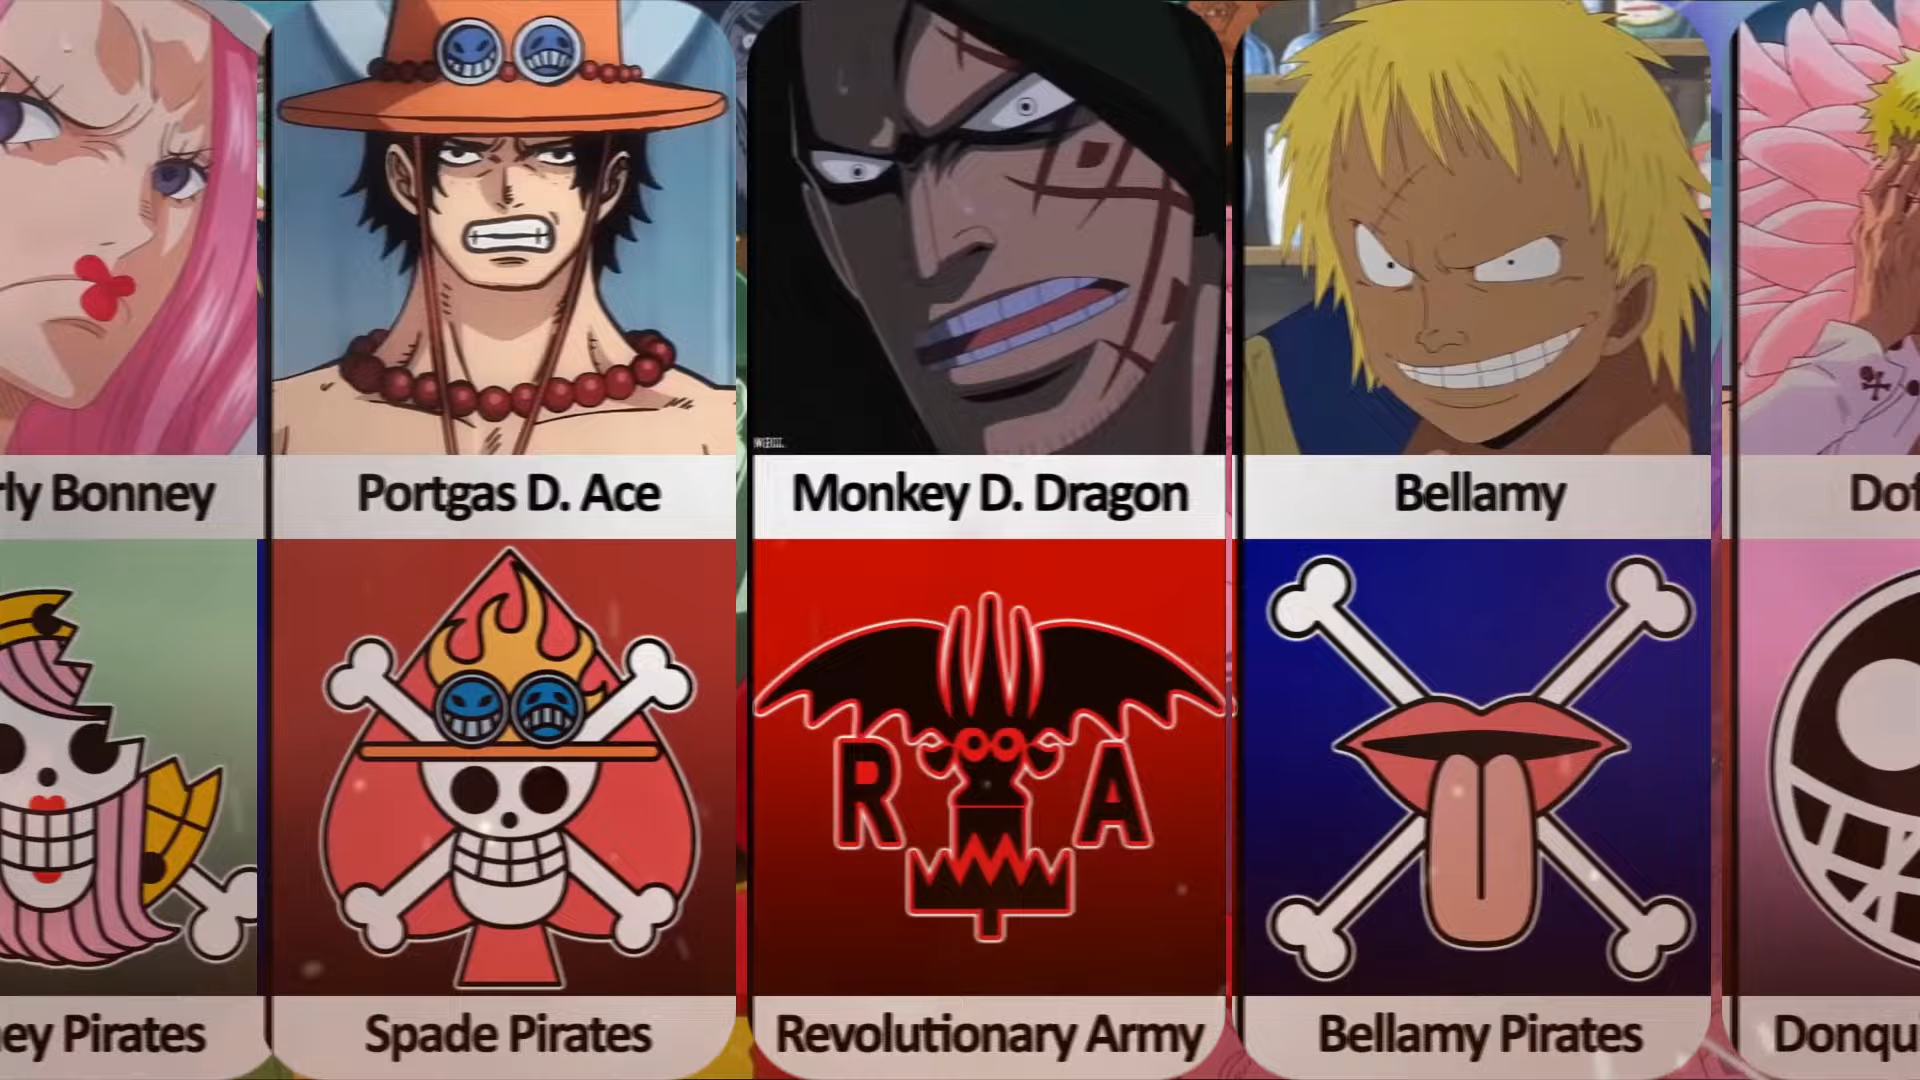 rly Bonney
Portgas D. Ace
Monkey D. Dragon
Bellamy
Dof
R A
ey Pirates
Spade Pirates
Revolutionary Army
Bellamy Pirates
Donqu